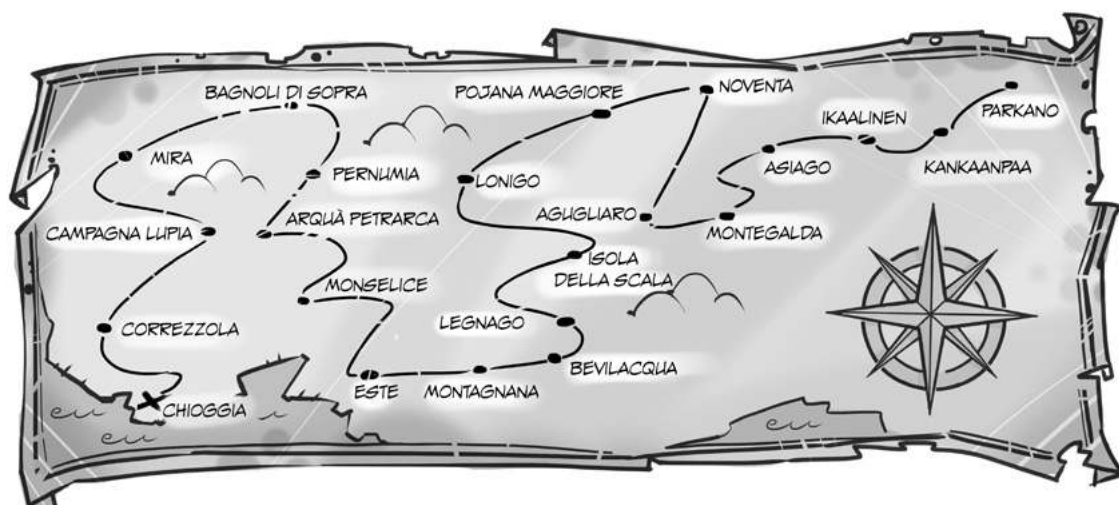 BAGNOLI DI SOPRA
POJANA MAGGIORE
NOVENTA
IKAALINEN
PARKANO
MIRA
PERNUMIA
LONIGO
ASIAGO
KANKAANPAA
CAMPAGNA LUPIA
ARQUÀ PETRARCA
AGUGLIARO
MONTEGALDA
ISOLA
DELLA SCALA
MONSELICE
CORREZZOLA
LEGNAGO
BEVILACQUA
CHIOGGIA
ESTE
MONTAGNANA